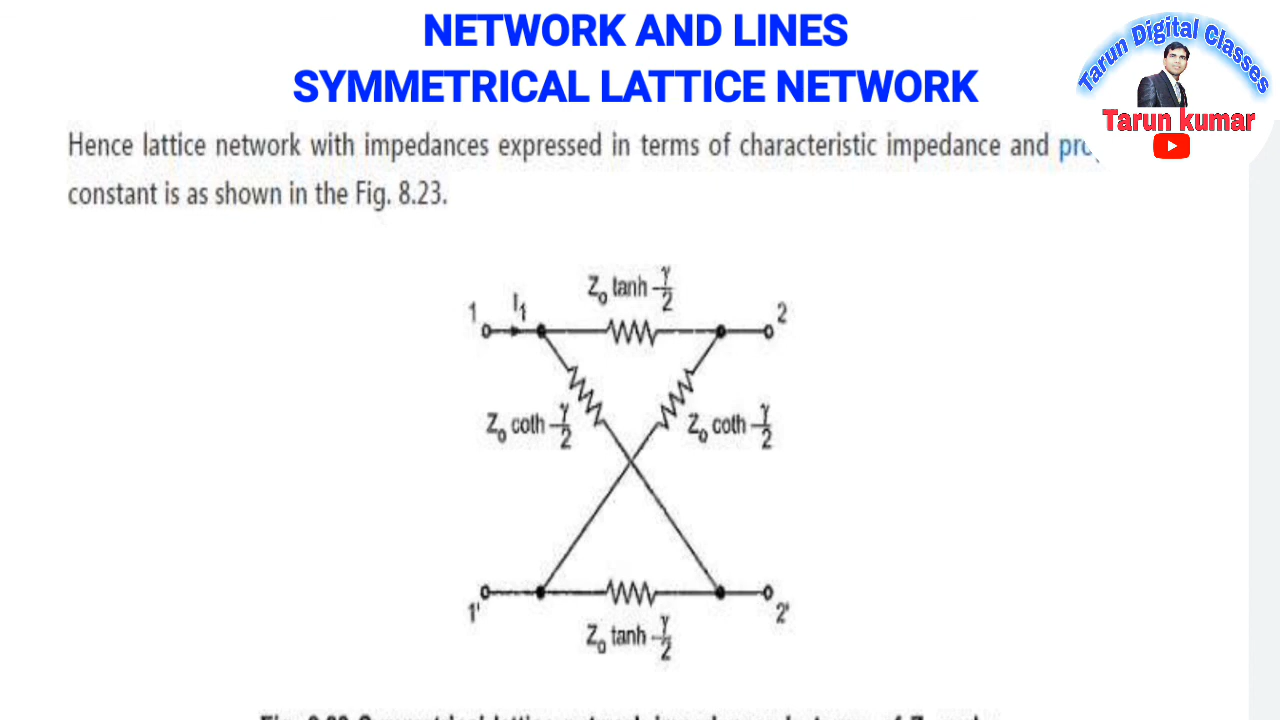 NETWORK AND LINES
SYMMETRICAL LATTICE NETWORK
Tarun Digital Classes
Tarun kumar
Hence lattice network with impedances expressed in terms of characteristic impedance and
constant is as shown in the Fig. 8.23.
Z₀ tanh γ/2
1 I₁ 2
Z₀ coth γ/2 Z₀ coth γ/2
1' 2'
Z₀ tanh γ/2